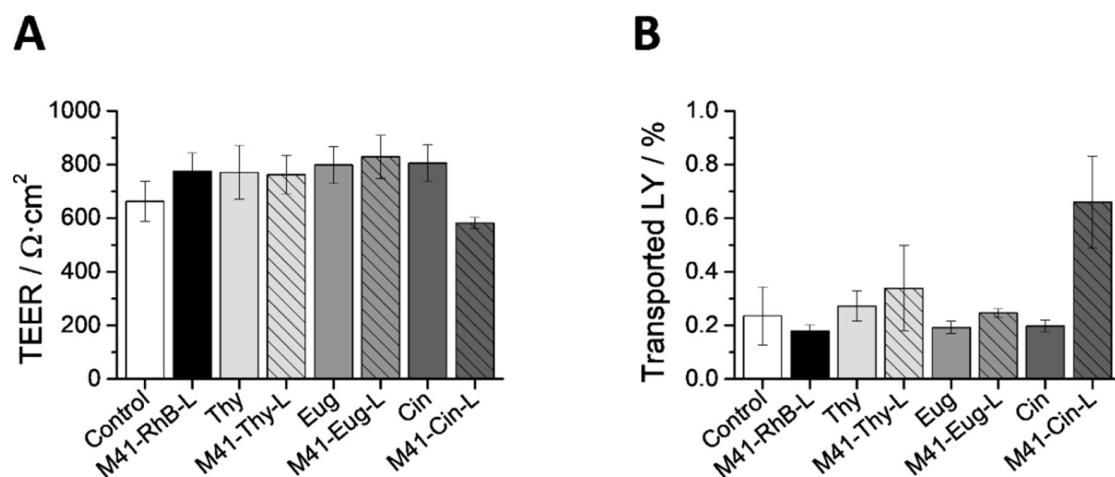 A
B
TEER / Ω·cm²
1000
800
600
400
200
0
Control
M41-RhB-L
Thy
M41-Thy-L
Eug
M41-Eug-L
Cin
M41-Cin-L
Transported LY / %
1.0
0.8
0.6
0.4
0.2
0.0
Control
M41-RhB-L
Thy
M41-Thy-L
Eug
M41-Eug-L
Cin
M41-Cin-L